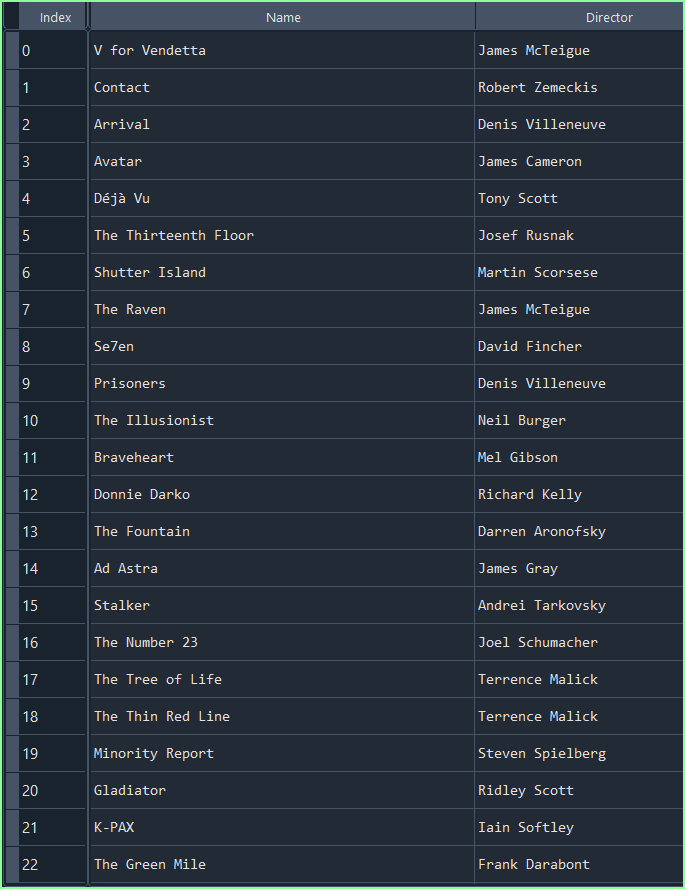 Index Name Director
0 V for Vendetta James McTeigue
1 Contact Robert Zemeckis
2 Arrival Denis Villeneuve
3 Avatar James Cameron
4 Déjà Vu Tony Scott
5 The Thirteenth Floor Josef Rusnak
6 Shutter Island Martin Scorsese
7 The Raven James McTeigue
8 Se7en David Fincher
9 Prisoners Denis Villeneuve
10 The Illusionist Neil Burger
11 Braveheart Mel Gibson
12 Donnie Darko Richard Kelly
13 The Fountain Darren Aronofsky
14 Ad Astra James Gray
15 Stalker Andrei Tarkovsky
16 The Number 23 Joel Schumacher
17 The Tree of Life Terrence Malick
18 The Thin Red Line Terrence Malick
19 Minority Report Steven Spielberg
20 Gladiator Ridley Scott
21 K-PAX Iain Softley
22 The Green Mile Frank Darabont